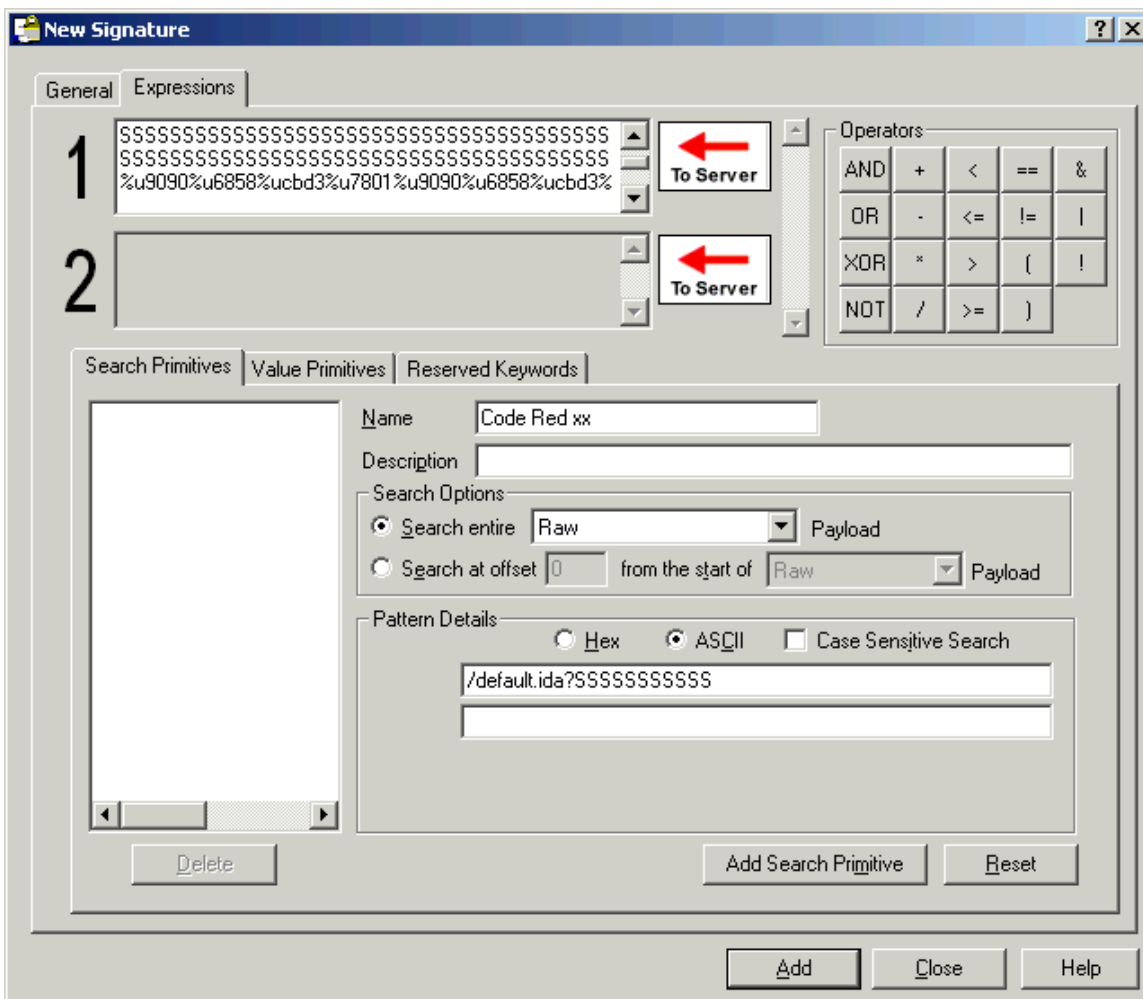 New Signature
General Expressions
1
SSSSSSSSSSSSSSSSSSSSSSSSSSSSSSSSSSSSSSS
SSSSSSSSSSSSSSSSSSSSSSSSSSSSSSSSSSSSSSS
%u9090%u6858%ucbd3%u7801%u9090%u6858%ucbd3%
To Server
2
To Server
Operators
AND + < == &
OR - <= != |
XOR * > ( !
NOT / >= )
Search Primitives Value Primitives Reserved Keywords
Name Code Red xx
Description
Search Options
Search entire Raw Payload
Search at offset 0 from the start of Raw Payload
Pattern Details
Hex ASCII Case Sensitive Search
/default.ida?SSSSSSSSSSS
Delete
Add Search Primitive Reset
Add Close Help